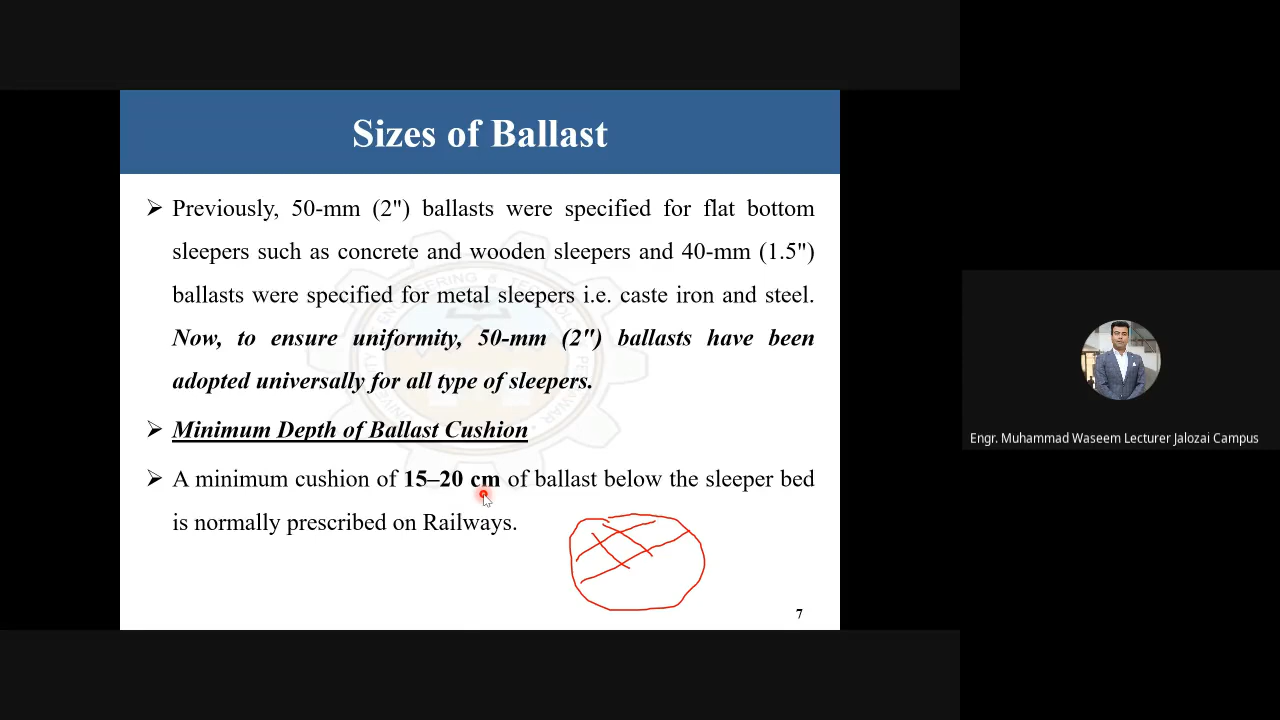 Sizes of Ballast
➢ Previously, 50-mm (2") ballasts were specified for flat bottom
sleepers such as concrete and wooden sleepers and 40-mm (1.5")
ballasts were specified for metal sleepers i.e. caste iron and steel.
Now, to ensure uniformity, 50-mm (2") ballasts have been
adopted universally for all type of sleepers.
➢ Minimum Depth of Ballast Cushion
➢ A minimum cushion of 15–20 cm of ballast below the sleeper bed
is normally prescribed on Railways.
7
Engr. Muhammad Waseem Lecturer Jalozai Campus